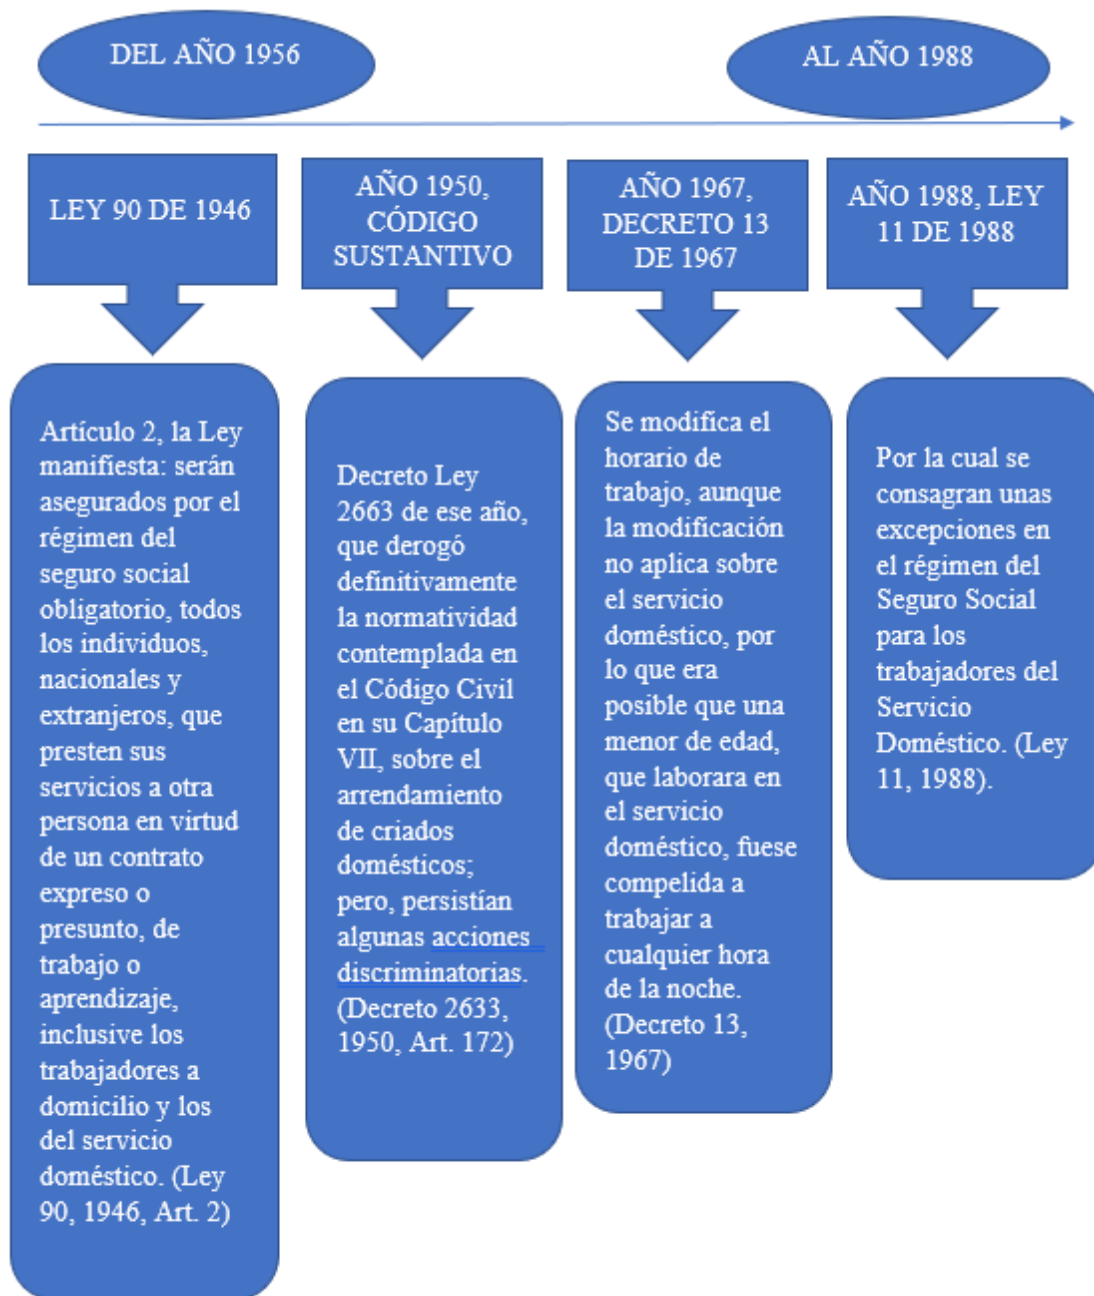 DEL AÑO 1956
AL AÑO 1988
LEY 90 DE 1946
AÑO 1950,
CÓDIGO
SUSTANTIVO
AÑO 1967,
DECRETO 13
DE 1967
AÑO 1988, LEY
11 DE 1988
Artículo 2, la Ley
manifiesta: serán
asegurados por el
régimen del
seguro social
obligatorio, todos
los individuos,
nacionales y
extranjeros, que
presten sus
servicios a otra
persona en virtud
de un contrato
expreso o
presunto, de
trabajo o
aprendizaje,
inclusive los
trabajadores a
domicilio y los
del servicio
doméstico. (Ley
90, 1946, Art. 2)
Decreto Ley
2663 de ese año,
que derogó
definitivamente
la normatividad
contemplada en
el Código Civil
en su Capítulo
VII, sobre el
arrendamiento
de criados
domésticos;
pero, persistían
algunas acciones
discriminatorias.
(Decreto 2633,
1950, Art. 172)
Se modifica el
horario de
trabajo, aunque
la modificación
no aplica sobre
el servicio
doméstico, por
lo que era
posible que una
menor de edad,
que laborara en
el servicio
doméstico, fuese
compelida a
trabajar a
cualquier hora
de la noche.
(Decreto 13,
1967)
Por la cual se
consagran unas
excepciones en
el régimen del
Seguro Social
para los
trabajadores del
Servicio
Doméstico. (Ley
11, 1988).